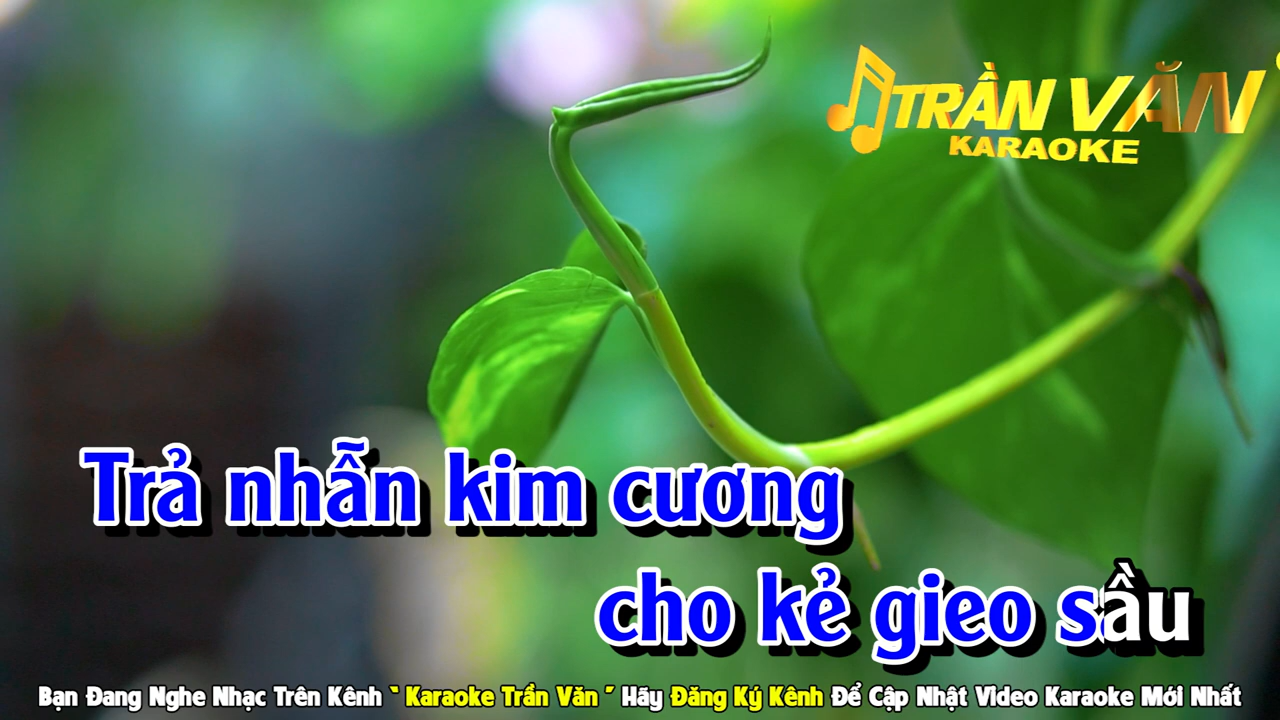 TRẦN VĂN
KARAOKE
Trả nhẫn kim cương
cho kẻ gieo sầu
Bạn Đang Nghe Nhạc Trên Kênh ` Karaoke Trần Văn ´ Hãy Đăng Ký Kênh Để Cập Nhật Video Karaoke Mới Nhất